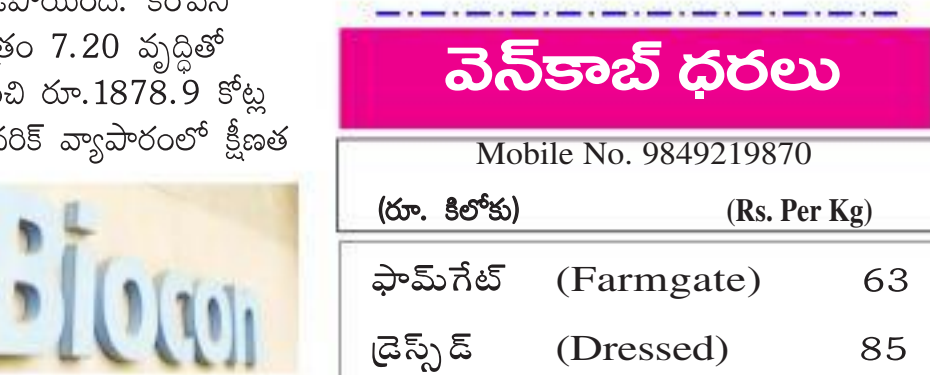 7.20 వృద్ధితో
రూ.1878.9 కోట్ల
వ్యాపారంలో క్షీణత
Biocon
వెన్‌కాబ్ ధరలు
Mobile No. 9849219870
(రూ. కిలోకు) (Rs. Per Kg)
ఫామ్‌గేట్ (Farmgate) 63
డ్రెస్స్‌డ్ (Dressed) 85